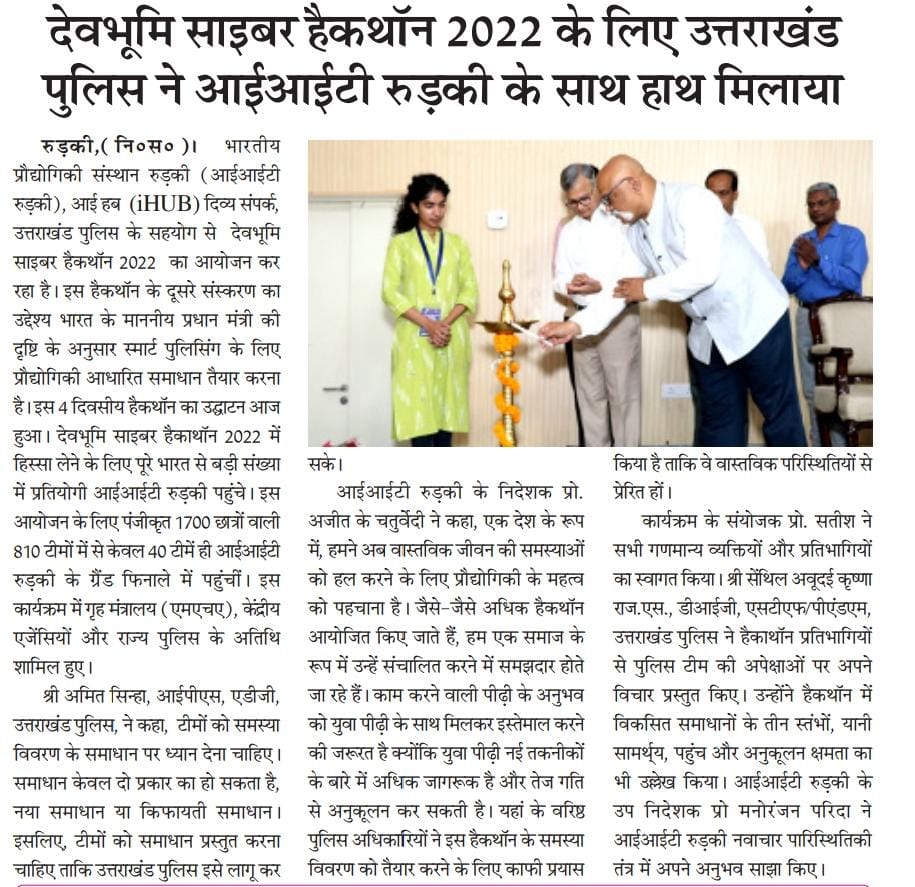 देवभूमि साइबर हैकथॉन 2022 के लिए उत्तराखंड
पुलिस ने आईआईटी रुड़की के साथ हाथ मिलाया
रुड़की,( नि०स० )। भारतीय
प्रौद्योगिकी संस्थान रुड़की (आईआईटी
रुड़की), आई हब (iHUB) दिव्य संपर्क,
उत्तराखंड पुलिस के सहयोग से देवभूमि
साइबर हैकथॉन 2022 का आयोजन कर
रहा है। इस हैकथॉन के दूसरे संस्करण का
उद्देश्य भारत के माननीय प्रधान मंत्री की
दृष्टि के अनुसार स्मार्ट पुलिसिंग के लिए
प्रौद्योगिकी आधारित समाधान तैयार करना
है। इस 4 दिवसीय हैकथॉन का उद्घाटन आज
हुआ। देवभूमि साइबर हैकाथॉन 2022 में
हिस्सा लेने के लिए पूरे भारत से बड़ी संख्या
में प्रतियोगी आईआईटी रुड़की पहुंचे। इस
आयोजन के लिए पंजीकृत 1700 छात्रों वाली
810 टीमों में से केवल 40 टीमें ही आईआईटी
रुड़की के ग्रैंड फिनाले में पहुंचीं। इस
कार्यक्रम में गृह मंत्रालय (एमएचए), केंद्रीय
एजेंसियों और राज्य पुलिस के अतिथि
शामिल हुए।
श्री अमित सिन्हा, आईपीएस, एडीजी,
उत्तराखंड पुलिस, ने कहा, टीमों को समस्या
विवरण के समाधान पर ध्यान देना चाहिए।
समाधान केवल दो प्रकार का हो सकता है,
नया समाधान या किफायती समाधान।
इसलिए, टीमों को समाधान प्रस्तुत करना
चाहिए ताकि उत्तराखंड पुलिस इसे लागू कर
सके।
आईआईटी रुड़की के निदेशक प्रो.
अजीत के चतुर्वेदी ने कहा, एक देश के रूप
में, हमने अब वास्तविक जीवन की समस्याओं
को हल करने के लिए प्रौद्योगिकी के महत्व
को पहचाना है। जैसे-जैसे अधिक हैकथॉन
आयोजित किए जाते हैं, हम एक समाज के
रूप में उन्हें संचालित करने में समझदार होते
जा रहे हैं। काम करने वाली पीढ़ी के अनुभव
को युवा पीढ़ी के साथ मिलकर इस्तेमाल करने
की जरूरत है क्योंकि युवा पीढ़ी नई तकनीकों
के बारे में अधिक जागरूक है और तेज गति
से अनुकूलन कर सकती है। यहां के वरिष्ठ
पुलिस अधिकारियों ने इस हैकथॉन के समस्या
विवरण को तैयार करने के लिए काफी प्रयास
किया है ताकि वे वास्तविक परिस्थितियों से
प्रेरित हों।
कार्यक्रम के संयोजक प्रो. सतीश ने
सभी गणमान्य व्यक्तियों और प्रतिभागियों
का स्वागत किया। श्री सेंथिल अवूदई कृष्णा
राज.एस., डीआईजी, एसटीएफ/पीएंडएम,
उत्तराखंड पुलिस ने हैकाथॉन प्रतिभागियों
से पुलिस टीम की अपेक्षाओं पर अपने
विचार प्रस्तुत किए। उन्होंने हैकथॉन में
विकसित समाधानों के तीन स्तंभों, यानी
सामर्थ्य, पहुंच और अनुकूलन क्षमता का
भी उल्लेख किया। आईआईटी रुड़की के
उप निदेशक प्रो मनोरंजन परिदा ने
आईआईटी रुड़की नवाचार पारिस्थितिकी
तंत्र में अपने अनुभव साझा किए।